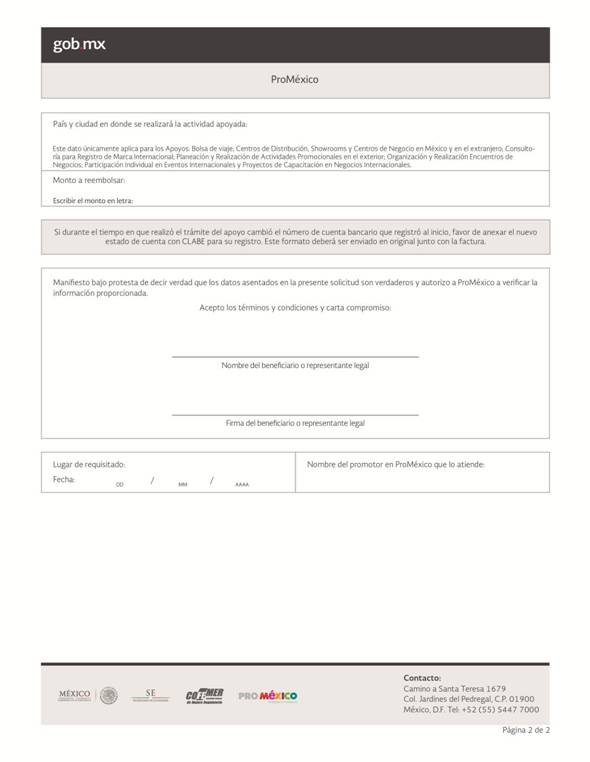 gob.mx
ProMéxico
País y ciudad en donde se realizará la actividad apoyada:
Este dato únicamente aplica para los Apoyos: Bolsa de viaje; Centros de Distribución, Showrooms y Centros de Negocio en México y en el extranjero; Consulto-
ría para Registro de Marca Internacional; Planeación y Realización de Actividades Promocionales en el exterior; Organización y Realización Encuentros de
Negocios; Participación Individual en Eventos Internacionales y Proyectos de Capacitación en Negocios Internacionales.
Monto a reembolsar:
Escribir el monto en letra:
Si durante el tiempo en que realizó el trámite del apoyo cambió el número de cuenta bancario que registró al inicio, favor de anexar el nuevo
estado de cuenta con CLABE para su registro. Este formato deberá ser enviado en original junto con la factura.
Manifiesto bajo protesta de decir verdad que los datos asentados en la presente solicitud son verdaderos y autorizo a ProMéxico a verificar la
información proporcionada.
Acepto los términos y condiciones y carta compromiso:
Nombre del beneficiario o representante legal
Firma del beneficiario o representante legal
Lugar de requisitado:
Fecha: DD / MM / AAAA
Nombre del promotor en ProMéxico que lo atiende:
MÉXICO
SE
COFEMER
PROMÉXICO
Contacto:
Camino a Santa Teresa 1679
Col. Jardines del Pedregal, C.P. 01900
México, D.F. Tel: +52 (55) 5447 7000
Página 2 de 2